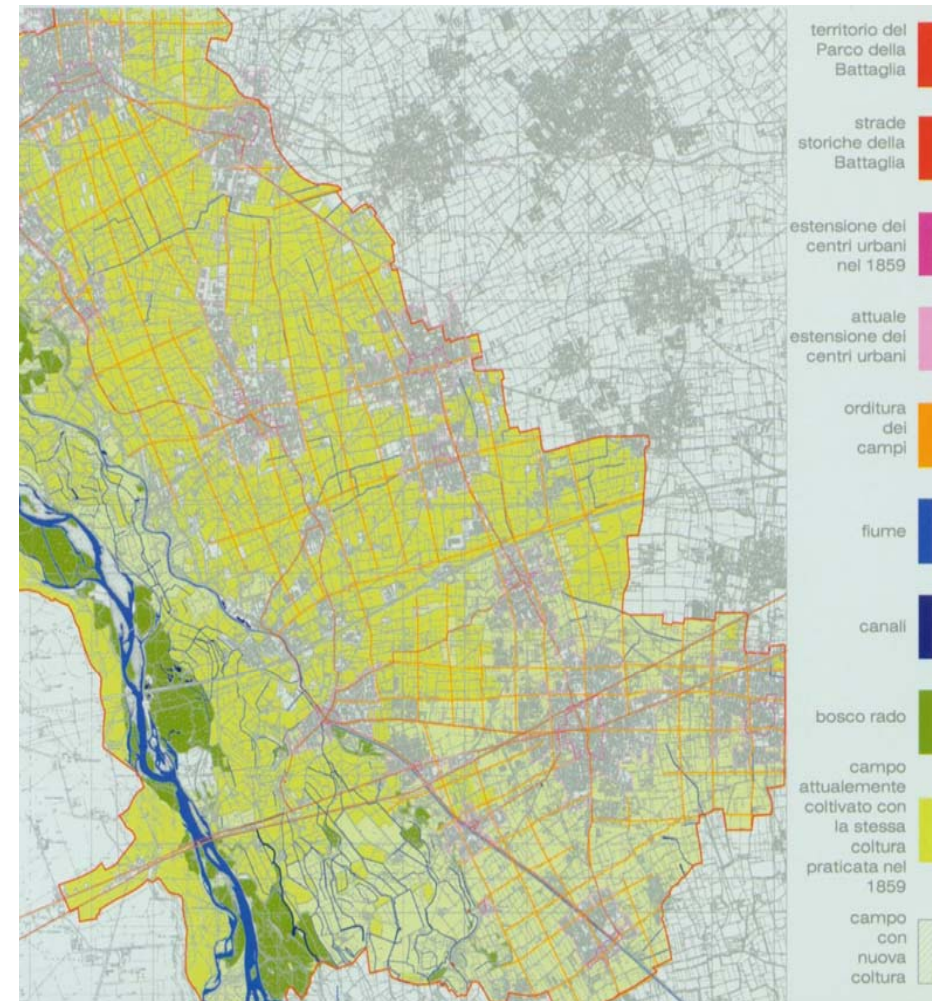 territorio del
Parco della
Battaglia
strade
storiche della
Battaglia
estensione dei
centri urbani
nel 1859
attuale
estensione dei
centri urbani
orditura
dei
campi
fiume
canali
bosco rado
campo
attualemente
coltivato con
la stessa
coltura
praticata nel
1859
campo
con
nuova
coltura